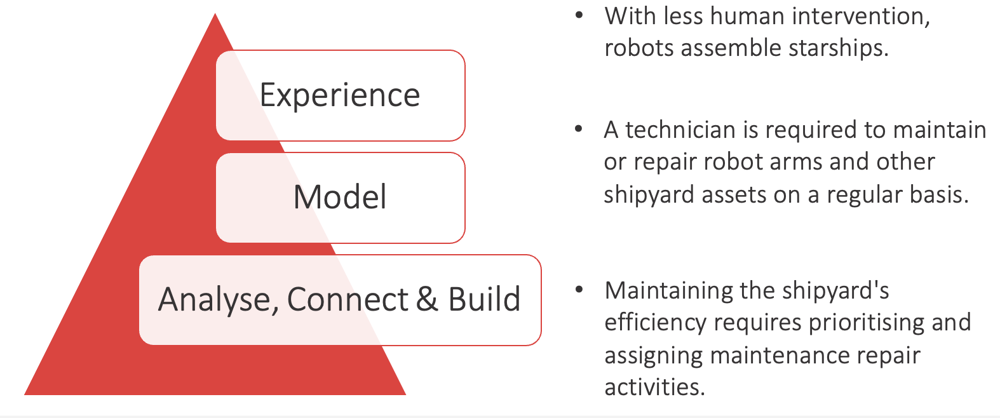 Experience
Model
Analyse, Connect & Build
• With less human intervention,
robots assemble starships.
• A technician is required to maintain
or repair robot arms and other
shipyard assets on a regular basis.
• Maintaining the shipyard's
efficiency requires prioritising and
assigning maintenance repair
activities.